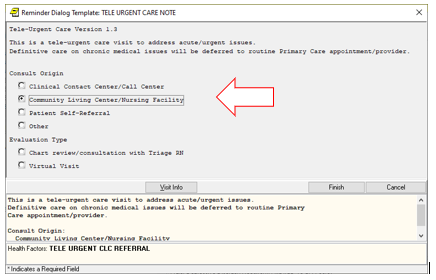 Reminder Dialog Template: TELE URGENT CARE NOTE
Tele-Urgent Care Version 1.3
This is a tele-urgent care visit to address acute/urgent issues.
Definitive care on chronic medical issues will be deferred to routine Primary Care appointment/provider.
Consult Origin
Clinical Contact Center/Call Center
Community Living Center/Nursing Facility
Patient Self-Referral
Other
Evaluation Type
Chart review/consultation with Triage RN
Virtual Visit
Visit Info Finish Cancel
This is a tele-urgent care visit to address acute/urgent issues.
Definitive care on chronic medical issues will be deferred to routine Primary
Care appointment/provider.
Consult Origin:
Community Living Center/Nursing Facility
Health Factors: TELE URGENT CLC REFERRAL
* Indicates a Required Field